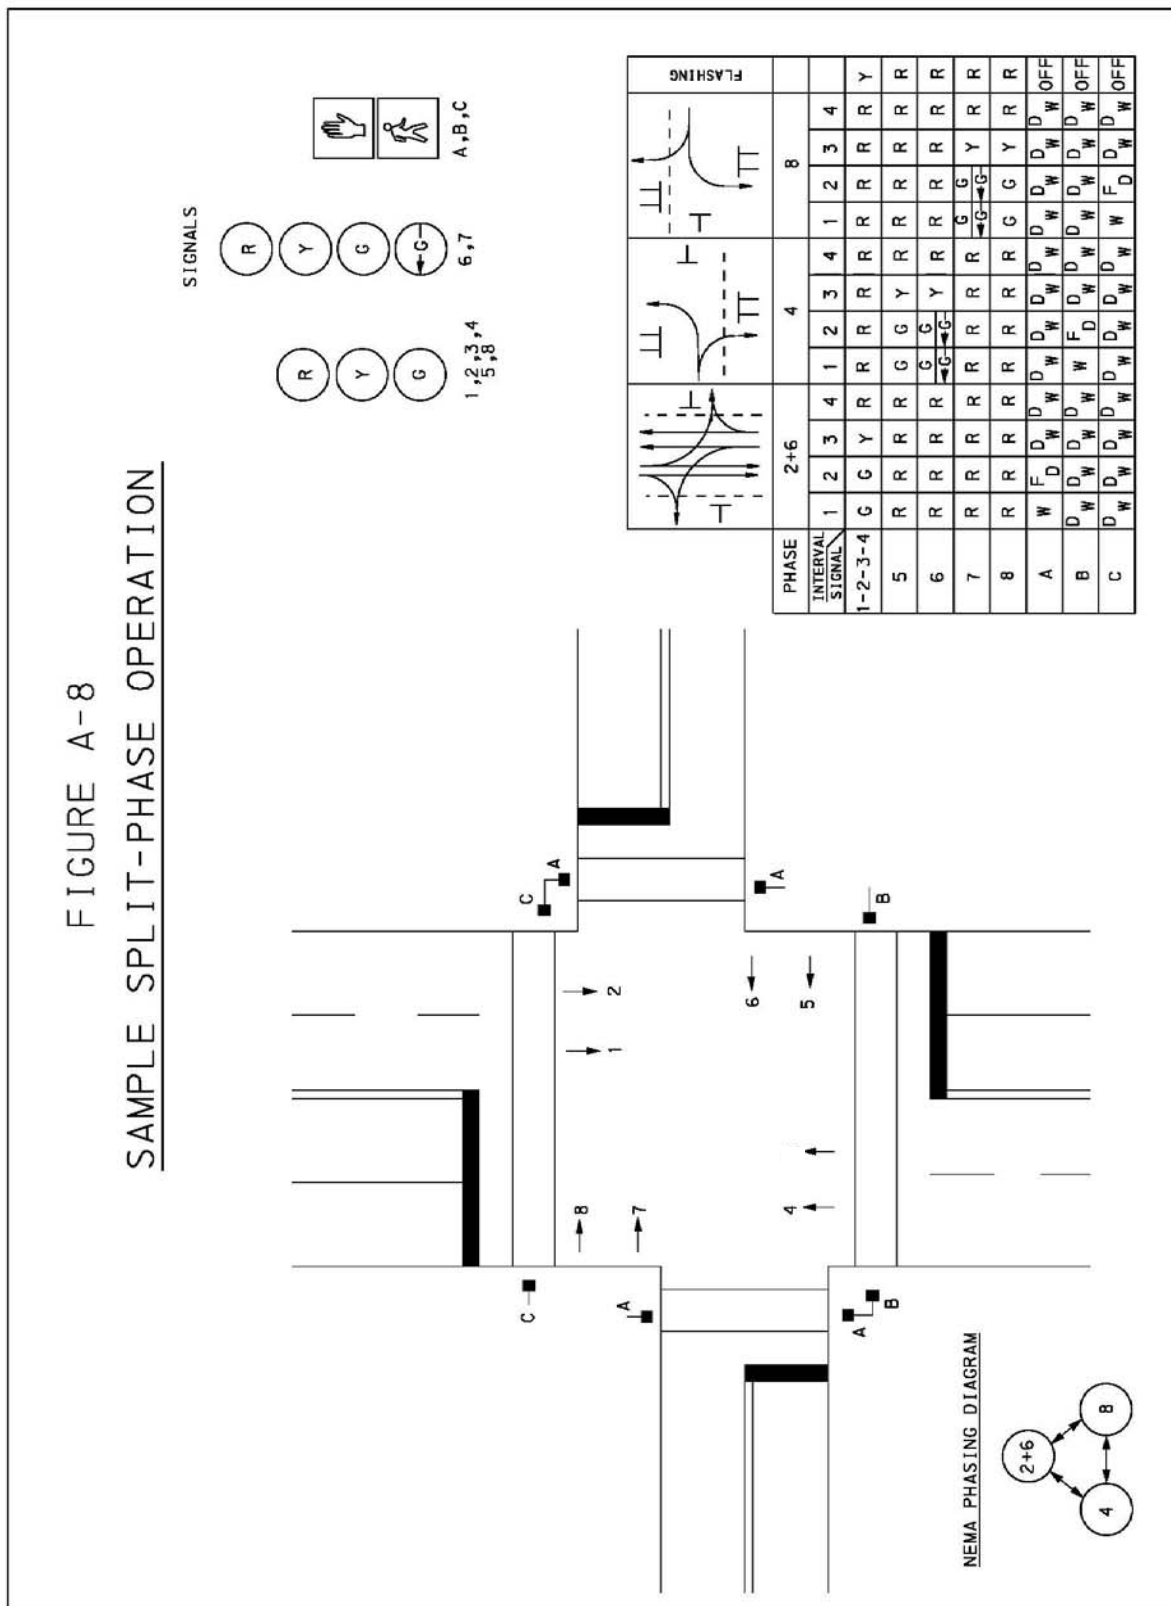 FIGURE A-8
SAMPLE SPLIT-PHASE OPERATION
SIGNALS
R R
Y Y
G G
G
1,2,3,4
5,8
6,7
A,B,C
C
A
A
B
C
A
A
B
8
7
1
2
6
5
4
NEMA PHASING DIAGRAM
2+6
4
8
PHASE 2+6 4 8 FLASHING
INTERVAL 1 2 3 4 1 2 3 4 1 2 3 4
SIGNAL
1-2-3-4 G G Y R R R R R R R R R Y
5 R R R R G G Y R R R R R R
6 R R R R G G G G Y R R R R R R
7 R R R R R R R R G G G G Y R R
8 R R R R R R R R G G Y R R
A W FD DW DW DW DW DW DW DW DW DW DW OFF
B DW DW DW DW W FD DW DW DW DW DW DW OFF
C DW DW DW DW DW DW DW DW W FD DW DW OFF